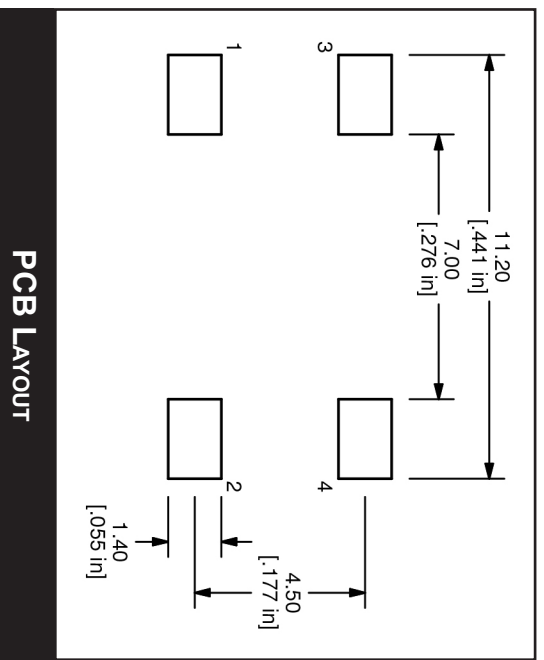 PCB LAYOUT
11.20
[.441 in]
7.00
[.276 in]
3
4
1
2
4.50
[.177 in]
1.40
[.055 in]